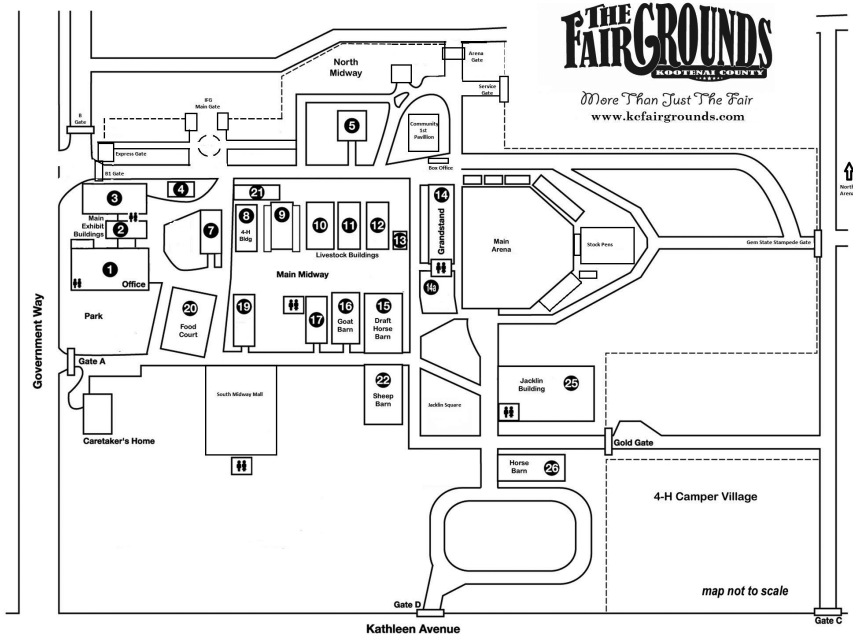 THE
FAIRGROUNDS
KOOTENAI COUNTY
More Than Just The Fair
www.kcfairgrounds.com
North
Midway
Arena
Gate
Service
Gate
IFG
Main Gate
Community
1st
Pavillion
5
Express Gate
Box Office
B1 Gate
North
Arena
3
4
21
14
Grandstand
Main
Exhibit
Buildings
2
7
8
4-H
Bldg
9
10
11
12
13
Livestock Buildings
Main
Arena
Stock Pens
Gem State Stampede Gate
1
Office
Main Midway
14a
Park
20
Food
Court
19
17
16
Goat
Barn
15
Draft
Horse
Barn
Government Way
Gate A
South Midway Mall
22
Sheep
Barn
Jacklin Square
Jacklin
Building
25
Caretaker's Home
Gold Gate
Horse
Barn
26
4-H Camper Village
map not to scale
Gate D
Gate C
Kathleen Avenue